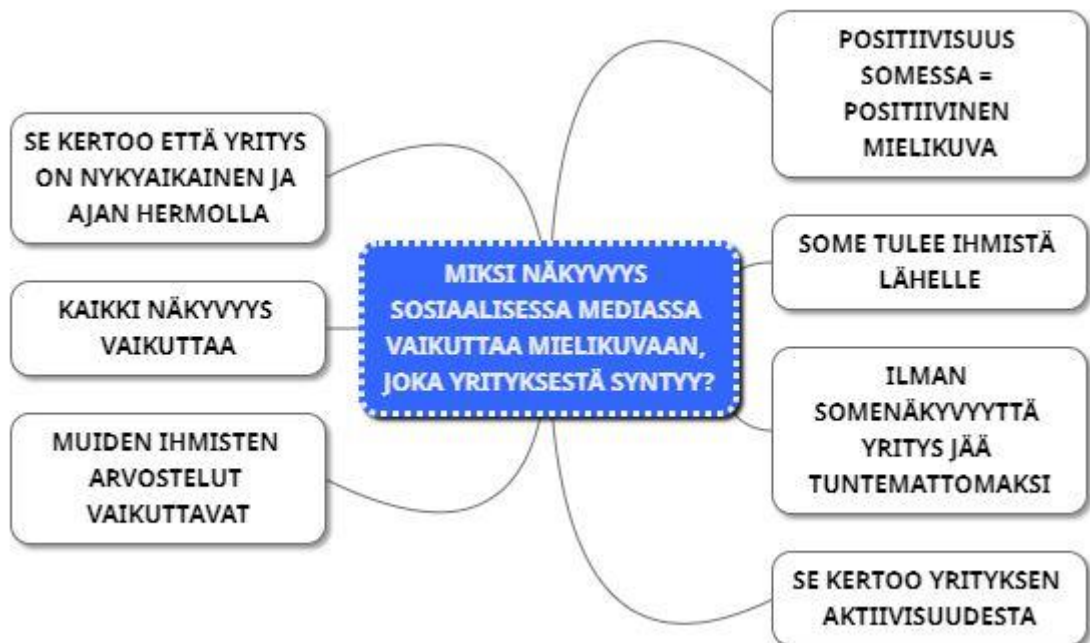 MIKSI NÄKYVYYS
SOSIAALISESSA MEDIASSA
VAIKUTTAA MIELIKUVAAN,
JOKA YRITYKSESTÄ SYNTYY?
POSITIIVISUUS
SOMESSA =
POSITIIVINEN
MIELIKUVA
SOME TULEE IHMISTÄ
LÄHELLE
ILMAN
SOMENÄKYVYYTTÄ
YRITYS JÄÄ
TUNTEMATTOMAKSI
SE KERTOO YRITYKSEN
AKTIIVISUUDESTA
SE KERTOO ETTÄ YRITYS
ON NYKYAIKAINEN JA
AJAN HERMOLLA
KAIKKI NÄKYVYYS
VAIKUTTAA
MUIDEN IHMISTEN
ARVOSTELUT
VAIKUTTAVAT